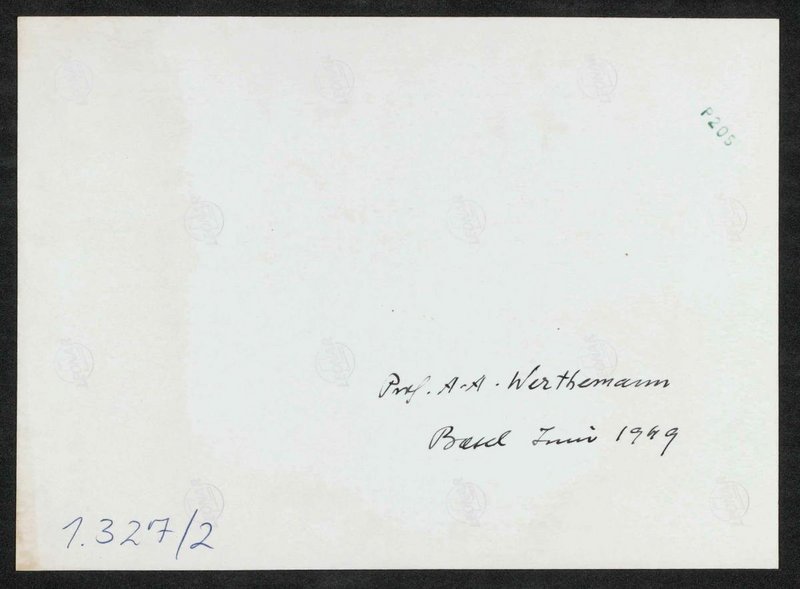 P205
Prof. A-A. Werthemann
Basel Juni 1949
1.327/2